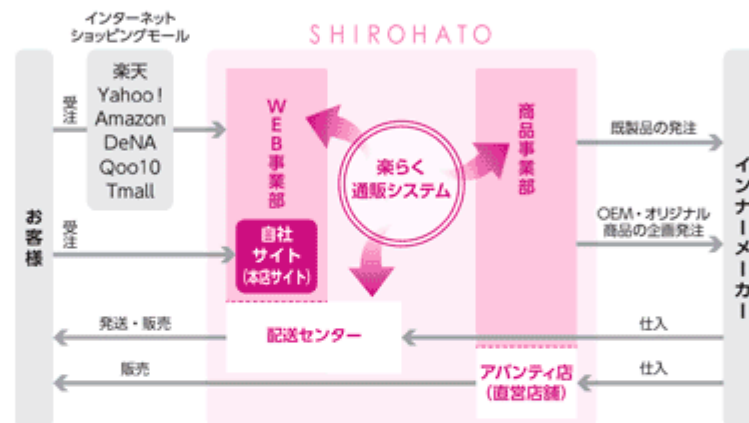 インターネット
ショッピングモール
SHIROHATO
楽天
Yahoo!
Amazon
DeNA
Qoo10
Tmall
受注
受注
お客様
WEB事業部
自社
サイト
(本店サイト)
楽らく
通販システム
商品事業部
既製品の発注
OEM・オリジナル
商品の企画発注
インナーメーカー
発送・販売
配送センター
仕入
販売
アバンティ店
(直営店舗)
仕入